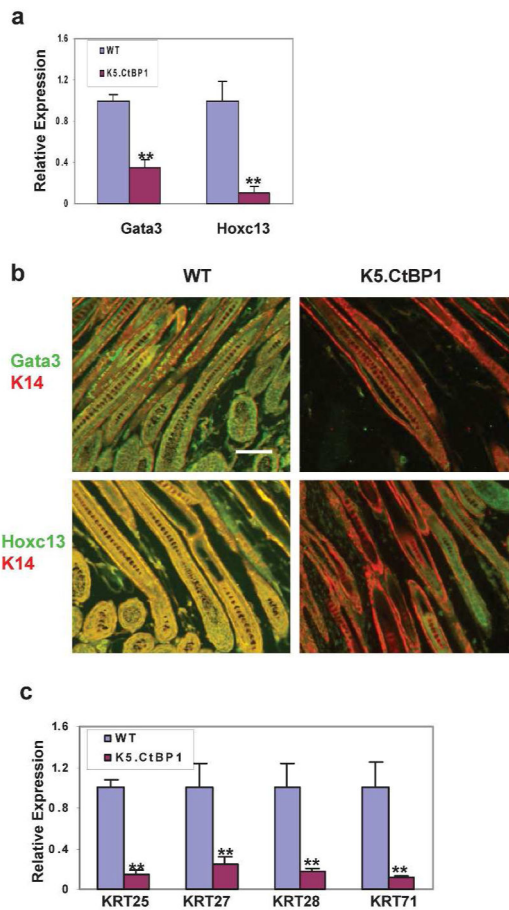 a
WT
K5.CtBP1
Relative Expression
1.6
1.2
0.8
0.4
0
**
**
Gata3
Hoxc13
b
WT
K5.CtBP1
Gata3
K14
Hoxc13
K14
c
WT
K5.CtBP1
Relative Expression
1.6
1.2
0.8
0.4
0
**
**
**
**
KRT25
KRT27
KRT28
KRT71